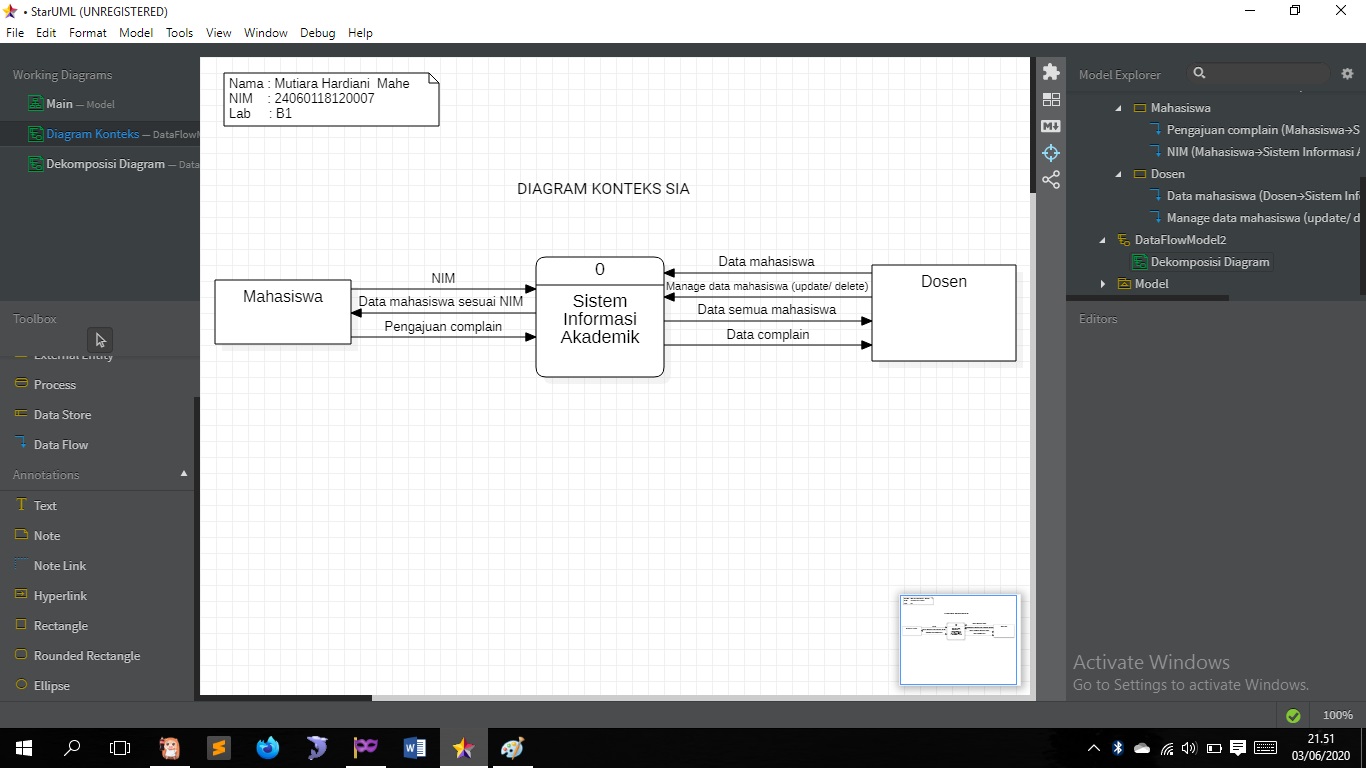 • StarUML (UNREGISTERED)
File Edit Format Model Tools View Window Debug Help
Working Diagrams
Main — Model
Diagram Konteks — DataFlowM
Dekomposisi Diagram — Data
Toolbox
External Entity
Process
Data Store
Data Flow
Annotations
Text
Note
Note Link
Hyperlink
Rectangle
Rounded Rectangle
Ellipse
Nama : Mutiara Hardiani Mahe
NIM : 24060118120007
Lab : B1
DIAGRAM KONTEKS SIA
Mahasiswa
NIM
Data mahasiswa sesuai NIM
Pengajuan complain
0
Sistem
Informasi
Akademik
Data mahasiswa
Manage data mahasiswa (update/ delete)
Data semua mahasiswa
Data complain
Dosen
Model Explorer
Mahasiswa
Pengajuan complain (Mahasiswa→S
NIM (Mahasiswa→Sistem Informasi A
Dosen
Data mahasiswa (Dosen→Sistem Inf
Manage data mahasiswa (update/ d
DataFlowModel2
Dekomposisi Diagram
Model
Editors
Activate Windows
Go to Settings to activate Windows.
100%
21.51
03/06/2020